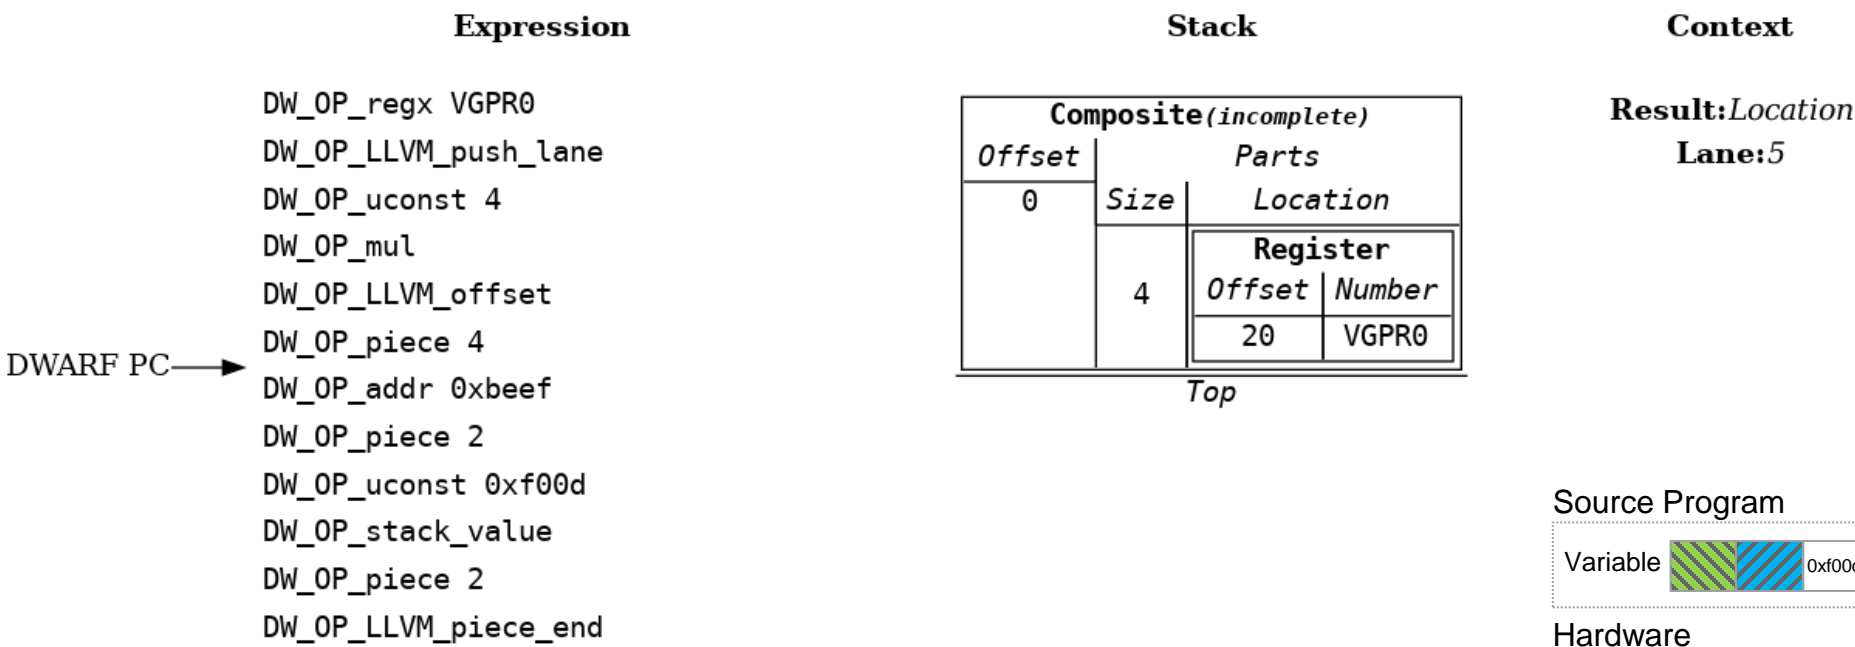 Expression
Stack
Context
DW_OP_regx VGPR0
DW_OP_LLVM_push_lane
DW_OP_uconst 4
DW_OP_mul
DW_OP_LLVM_offset
DW_OP_piece 4
DWARF PC
DW_OP_addr 0xbeef
DW_OP_piece 2
DW_OP_uconst 0xf00d
DW_OP_stack_value
DW_OP_piece 2
DW_OP_LLVM_piece_end
Composite(incomplete)
Offset Parts
0 Size Location
Register
4 Offset Number
20 VGPR0
Top
Result:Location
Lane:5
Source Program
Variable
Hardware